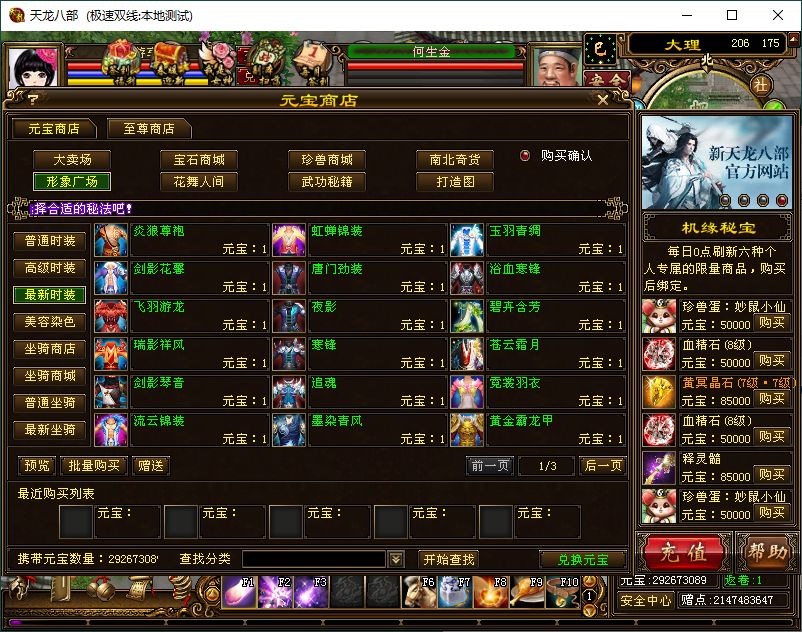 天龙八部 (极速双线:本地测试)
何生金
大理 206 175
北
安全
社
?
元宝商店
元宝商店 至尊商店
大卖场 宝石商城 珍兽商城 南北奇货 购买确认
形象广场 花舞人间 武功秘籍 打造图
择合适的秘法吧!
普通时装
高级时装
最新时装
美容染色
坐骑商店
坐骑商城
普通坐骑
最新坐骑
炎狼尊袍 元宝:1
虹蝉锦装 元宝:1
玉羽春绸 元宝:1
剑影花馨 元宝:1
唐门劲装 元宝:1
浴血寒锋 元宝:1
飞羽游龙 元宝:1
夜影 元宝:1
碧卉含芳 元宝:1
瑞影祥风 元宝:1
寒锋 元宝:1
苍云霜月 元宝:1
剑影琴音 元宝:1
追魂 元宝:1
霓裳羽衣 元宝:1
流云锦装 元宝:1
墨染青风 元宝:1
黄金霸龙甲 元宝:1
预览 批量购买 赠送 前一页 1/3 后一页
最近购买列表
元宝: 元宝: 元宝: 元宝: 元宝:
携带元宝数量:29267308 查找分类 开始查找 兑换元宝
新天龙八部
官方网站
机缘秘宝
每日0点刷新六种个
人专属的限量商品,购买
后绑定。
珍兽蛋:妙鼠小仙
元宝:50000 购买
血精石(8级)
元宝:50000 购买
黄冥晶石(7级·7级)
元宝:85000 购买
血精石(8级)
元宝:50000 购买
释灵髓
元宝:85000 购买
珍兽蛋:妙鼠小仙
元宝:50000 购买
充值 帮助
F1 F2 F3 F6 F7 F8 F9 F10 1
元宝:292673089 返卷:1
安全中心 赠点:2147483647